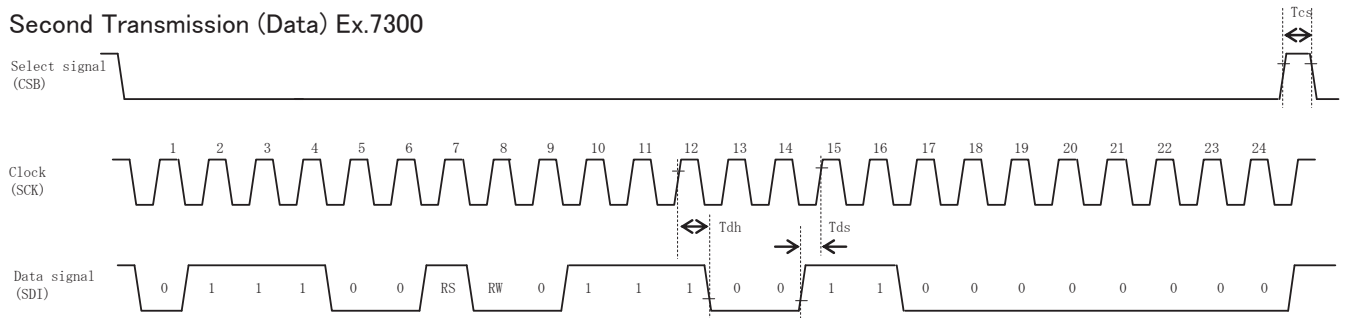 Second Transmission (Data) Ex.7300
Tcs
Select signal
(CSB)
1 2 3 4 5 6 7 8 9 10 11 12 13 14 15 16 17 18 19 20 21 22 23 24
Clock
(SCK)
Tdh Tds
Data signal
(SDI)
0 1 1 1 0 0 RS RW 0 1 1 1 0 0 1 1 0 0 0 0 0 0 0 0